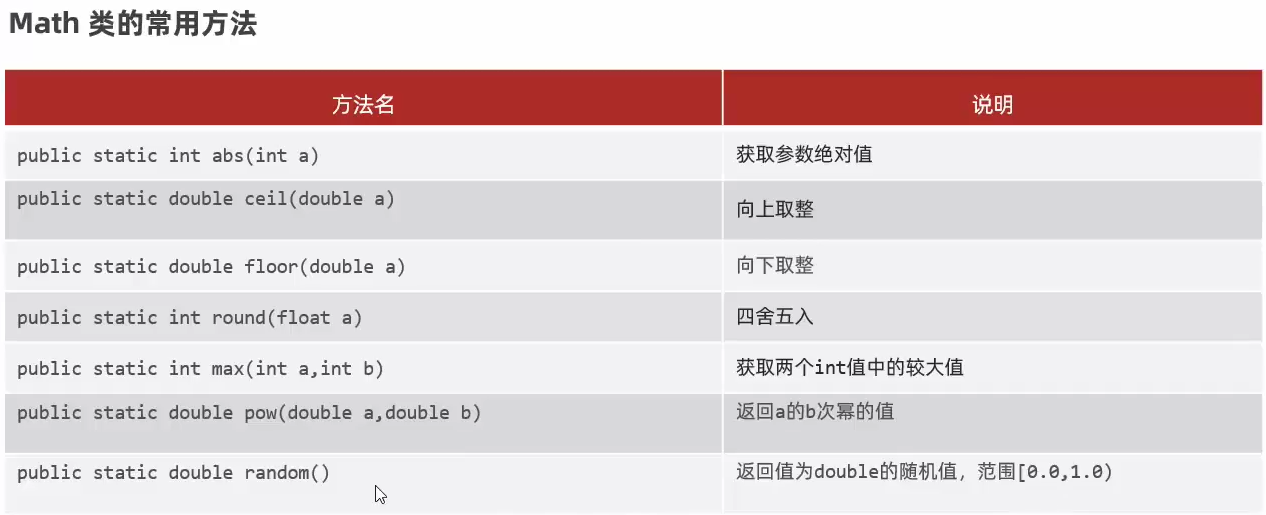 Math 类的常用方法
方法名 说明
public static int abs(int a) 获取参数绝对值
public static double ceil(double a) 向上取整
public static double floor(double a) 向下取整
public static int round(float a) 四舍五入
public static int max(int a,int b) 获取两个int值中的较大值
public static double pow(double a,double b) 返回a的b次幂的值
public static double random() 返回值为double的随机值，范围[0.0,1.0)